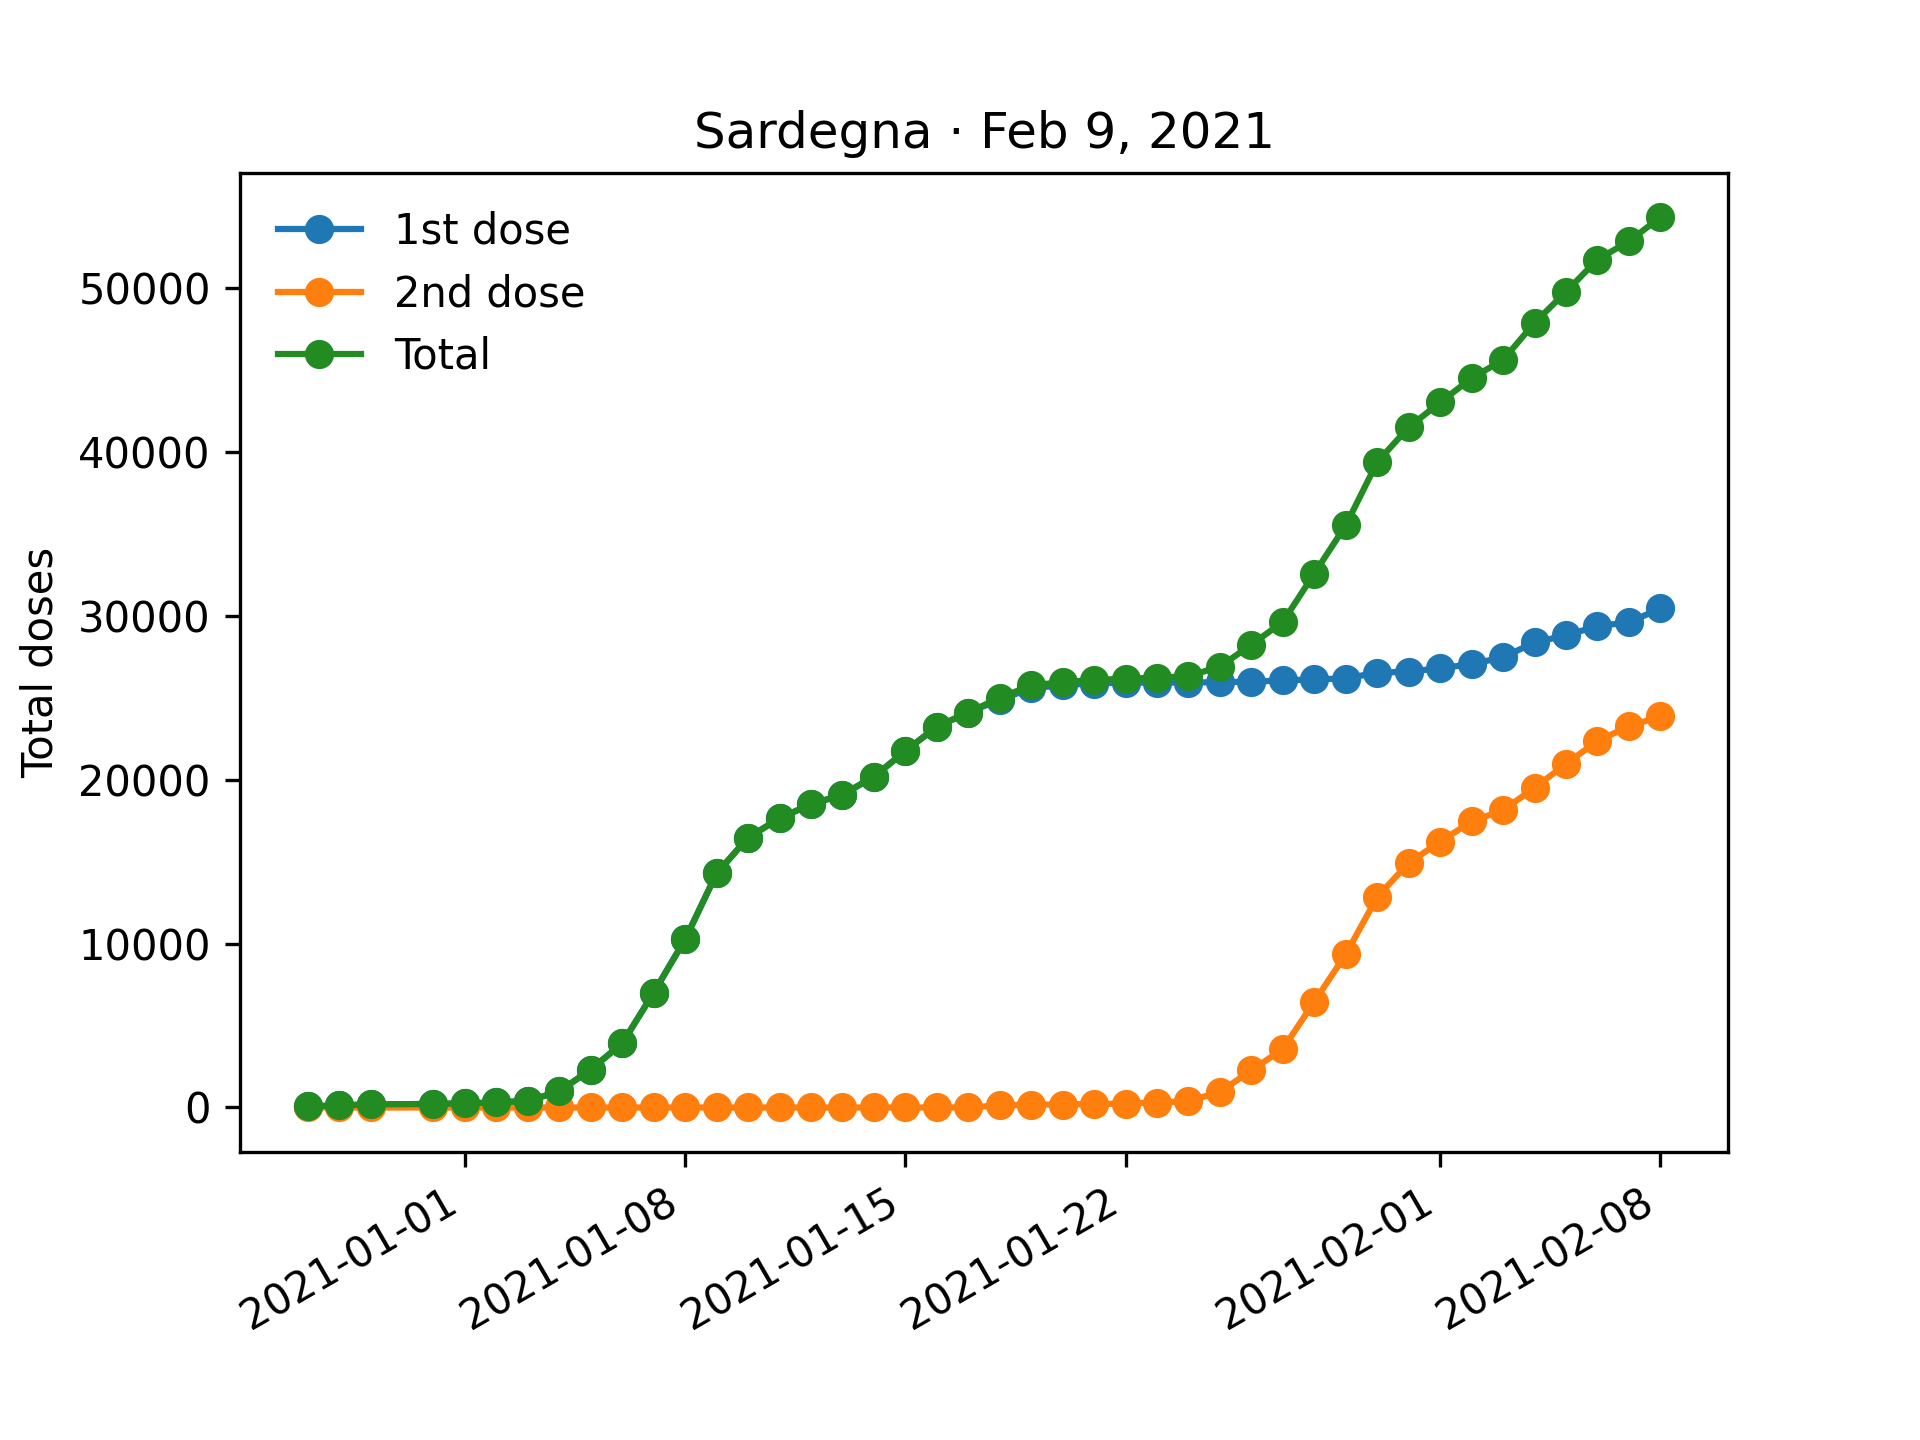 Sardegna · Feb 9, 2021
1st dose
2nd dose
Total
Total doses
50000
40000
30000
20000
10000
0
2021-01-01
2021-01-08
2021-01-15
2021-01-22
2021-02-01
2021-02-08